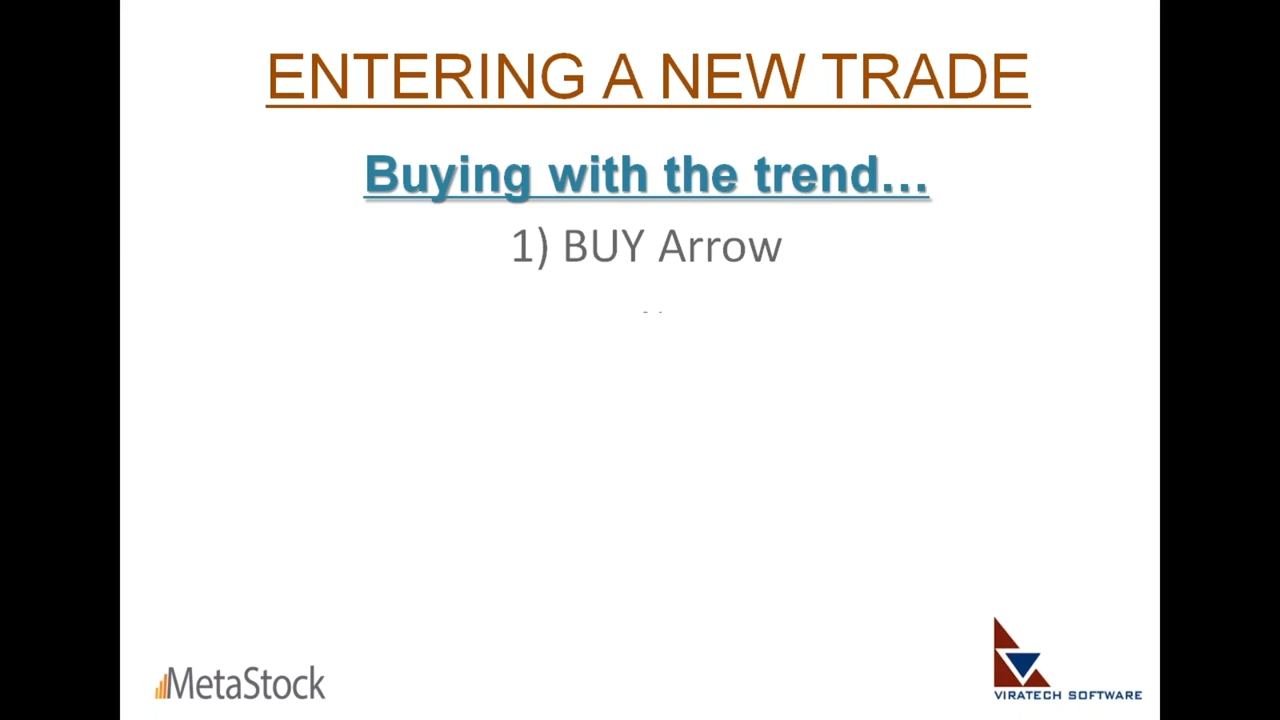 ENTERING A NEW TRADE
Buying with the trend…
1) BUY Arrow
MetaStock
VIRATECH SOFTWARE